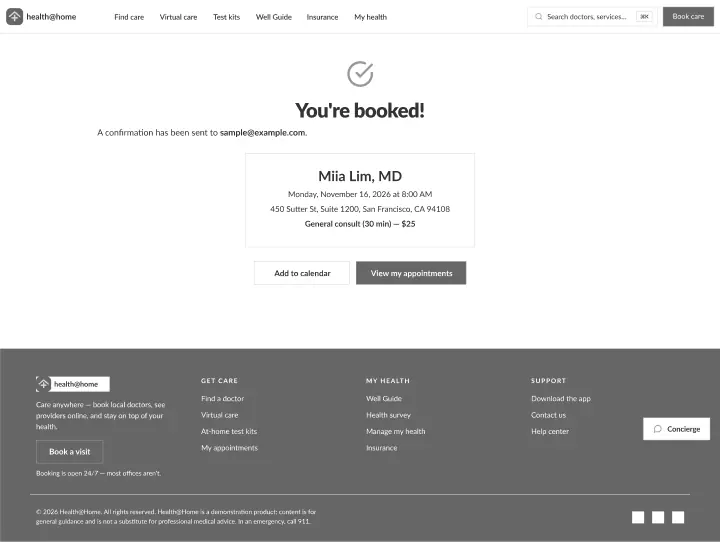 health@home
Find care
Virtual care
Test kits
Well Guide
Insurance
My health
Search doctors, services...
⌘K
Book care
You're booked!
A confirmation has been sent to sample@example.com.
Miia Lim, MD
Monday, November 16, 2026 at 8:00 AM
450 Sutter St, Suite 1200, San Francisco, CA 94108
General consult (30 min) — $25
Add to calendar
View my appointments
health@home
Care anywhere — book local doctors, see
providers online, and stay on top of your
health.
Book a visit
Booking is open 24/7 — most offices aren't.
GET CARE
Find a doctor
Virtual care
At-home test kits
My appointments
MY HEALTH
Well Guide
Health survey
Manage my health
Insurance
SUPPORT
Download the app
Contact us
Help center
Concierge
© 2026 Health@Home. All rights reserved. Health@Home is a demonstration product; content is for
general guidance and is not a substitute for professional medical advice. In an emergency, call 911.